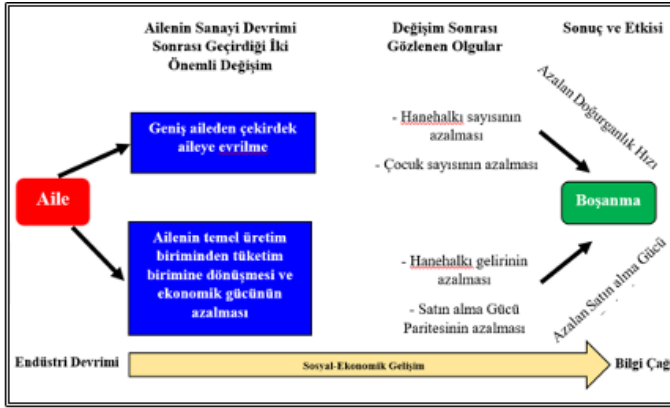 Ailenin Sanayi Devrimi
Sonrası Geçirdiği İki
Önemli Değişim
Değişim Sonrası
Gözlenen Olgular
Sonuç ve Etkisi
Geniş aileden çekirdek
aileye evrilme
- Hanehalkı sayısının
azalması
- Çocuk sayısının azalması
Azalan Doğurganlık Hızı
Aile
Boşanma
Ailenin temel üretim
biriminden tüketim
birimine dönüşmesi ve
ekonomik gücünün
azalması
- Hanehalkı gelirinin
azalması
- Satın alma Gücü
Paritesinin azalması
Azalan Satın alma Gücü
Endüstri Devrimi
Sosyal-Ekonomik Gelişim
Bilgi Çağı